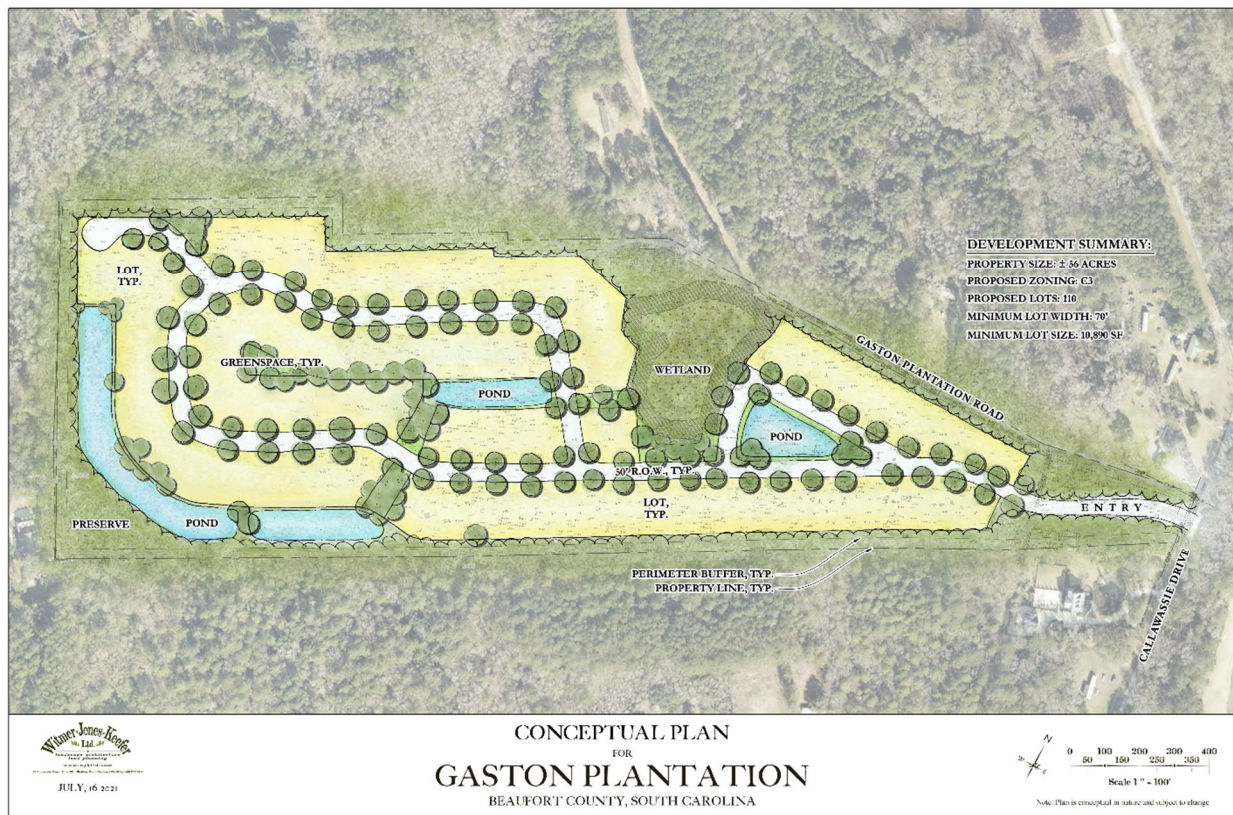 DEVELOPMENT SUMMARY:
PROPERTY SIZE: ± 56 ACRES
PROPOSED ZONING: C3
PROPOSED LOTS: 110
MINIMUM LOT WIDTH: 70'
MINIMUM LOT SIZE: 10,890 SF
LOT,
TYP.
GREENSPACE, TYP.
WETLAND
GASTON PLANTATION ROAD
POND
POND
50' R.O.W., TYP.
LOT,
TYP.
ENTRY
PRESERVE
POND
PERIMETER BUFFER, TYP.
PROPERTY LINE, TYP.
CALLAWASSIE DRIVE
Witmer Jones Keefer
Ltd.
landscape architecture
land planning
JULY, 16 2021
CONCEPTUAL PLAN
FOR
GASTON PLANTATION
BEAUFORT COUNTY, SOUTH CAROLINA
N
0 100 200 300 400
50 150 250 350
Scale 1" - 100'
Note: Plan is conceptual in nature and subject to change